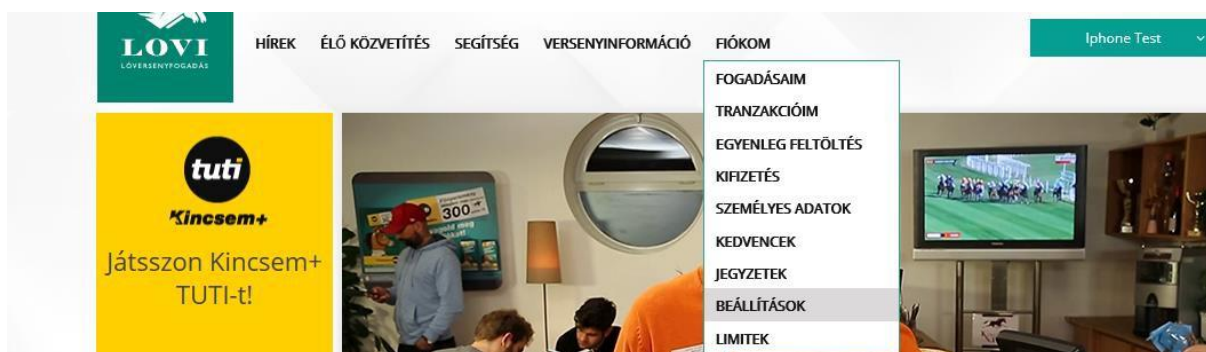 LOVI
LÓVERSENYFOGADÁS
HÍREK ÉLŐ KÖZVETÍTÉS SEGÍTSÉG VERSENYINFORMÁCIÓ FIÓKOM
Iphone Test
FOGADÁSAIM
TRANZAKCIÓIM
EGYENLEG FELTÖLTÉS
KIFIZETÉS
SZEMÉLYES ADATOK
KEDVENCEK
JEGYZETEK
BEÁLLÍTÁSOK
LIMITEK
tuti
Kincsem+
Játsszon Kincsem+
TUTI-t!
300